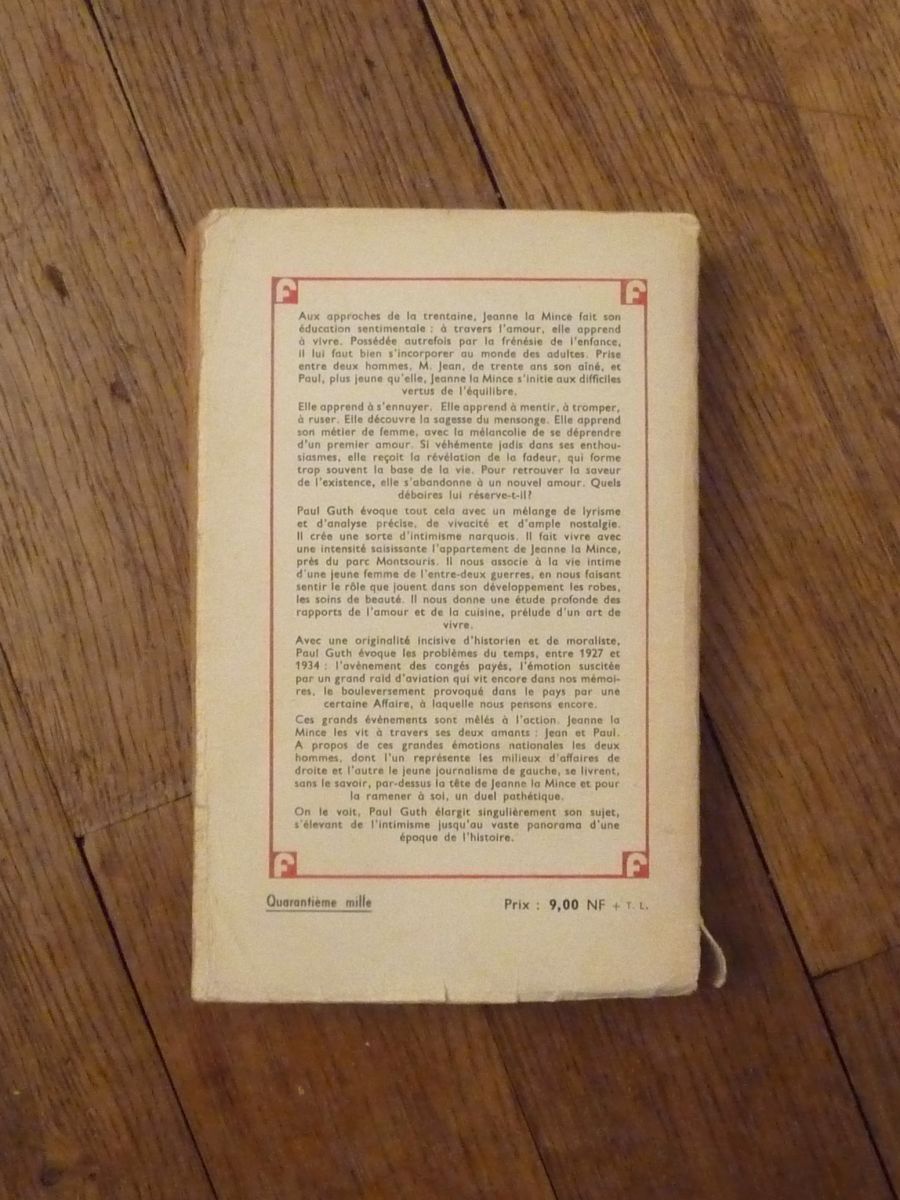 F F
Aux approches de la trentaine, Jeanne la Mince fait son
éducation sentimentale : à travers l'amour, elle apprend
à vivre. Possédée autrefois par la frénésie de l'enfance,
il lui faut bien s'incorporer au monde des adultes. Prise
entre deux hommes, M. Jean, de trente ans son aîné, et
Paul, plus jeune qu'elle, Jeanne la Mince s'initie aux difficiles
vertus de l'équilibre.
Elle apprend à s'ennuyer. Elle apprend à mentir, à tromper,
à ruser. Elle découvre la sagesse du mensonge. Elle apprend
son métier de femme, avec la mélancolie de se déprendre
d'un premier amour. Si véhémente jadis dans ses enthou-
siasmes, elle reçoit la révélation de la fadeur, qui forme
trop souvent la base de la vie. Pour retrouver la saveur
de l'existence, elle s'abandonne à un nouvel amour. Quels
déboires lui réserve-t-il?
Paul Guth évoque tout cela avec un mélange de lyrisme
et d'analyse précise, de vivacité et d'ample nostalgie.
Il crée une sorte d'intimisme narquois. Il fait vivre avec
une intensité saisissante l'appartement de Jeanne la Mince,
près du parc Montsouris. Il nous associe à la vie intime
d'une jeune femme de l'entre-deux guerres, en nous faisant
sentir le rôle que jouent dans son développement les robes,
les soins de beauté. Il nous donne une étude profonde des
rapports de l'amour et de la cuisine, prélude d'un art de
vivre.
Avec une originalité incisive d'historien et de moraliste,
Paul Guth évoque les problèmes du temps, entre 1927 et
1934 : l'avènement des congés payés, l'émotion suscitée
par un grand raid d'aviation qui vit encore dans nos mémoi-
res, le bouleversement provoqué dans le pays par une
certaine Affaire, à laquelle nous pensons encore.
Ces grands évènements sont mêlés à l'action. Jeanne la
Mince les vit à travers ses deux amants : Jean et Paul.
A propos de ces grandes émotions nationales les deux
hommes, dont l'un représente les milieux d'affaires de
droite et l'autre le jeune journalisme de gauche, se livrent,
sans le savoir, par-dessus la tête de Jeanne la Mince et pour
la ramener à soi, un duel pathétique.
On le voit, Paul Guth élargit singulièrement son sujet,
s'élevant de l'intimisme jusqu'au vaste panorama d'une
époque de l'histoire.
F F
Quarantième mille Prix : 9,00 NF + T. L.